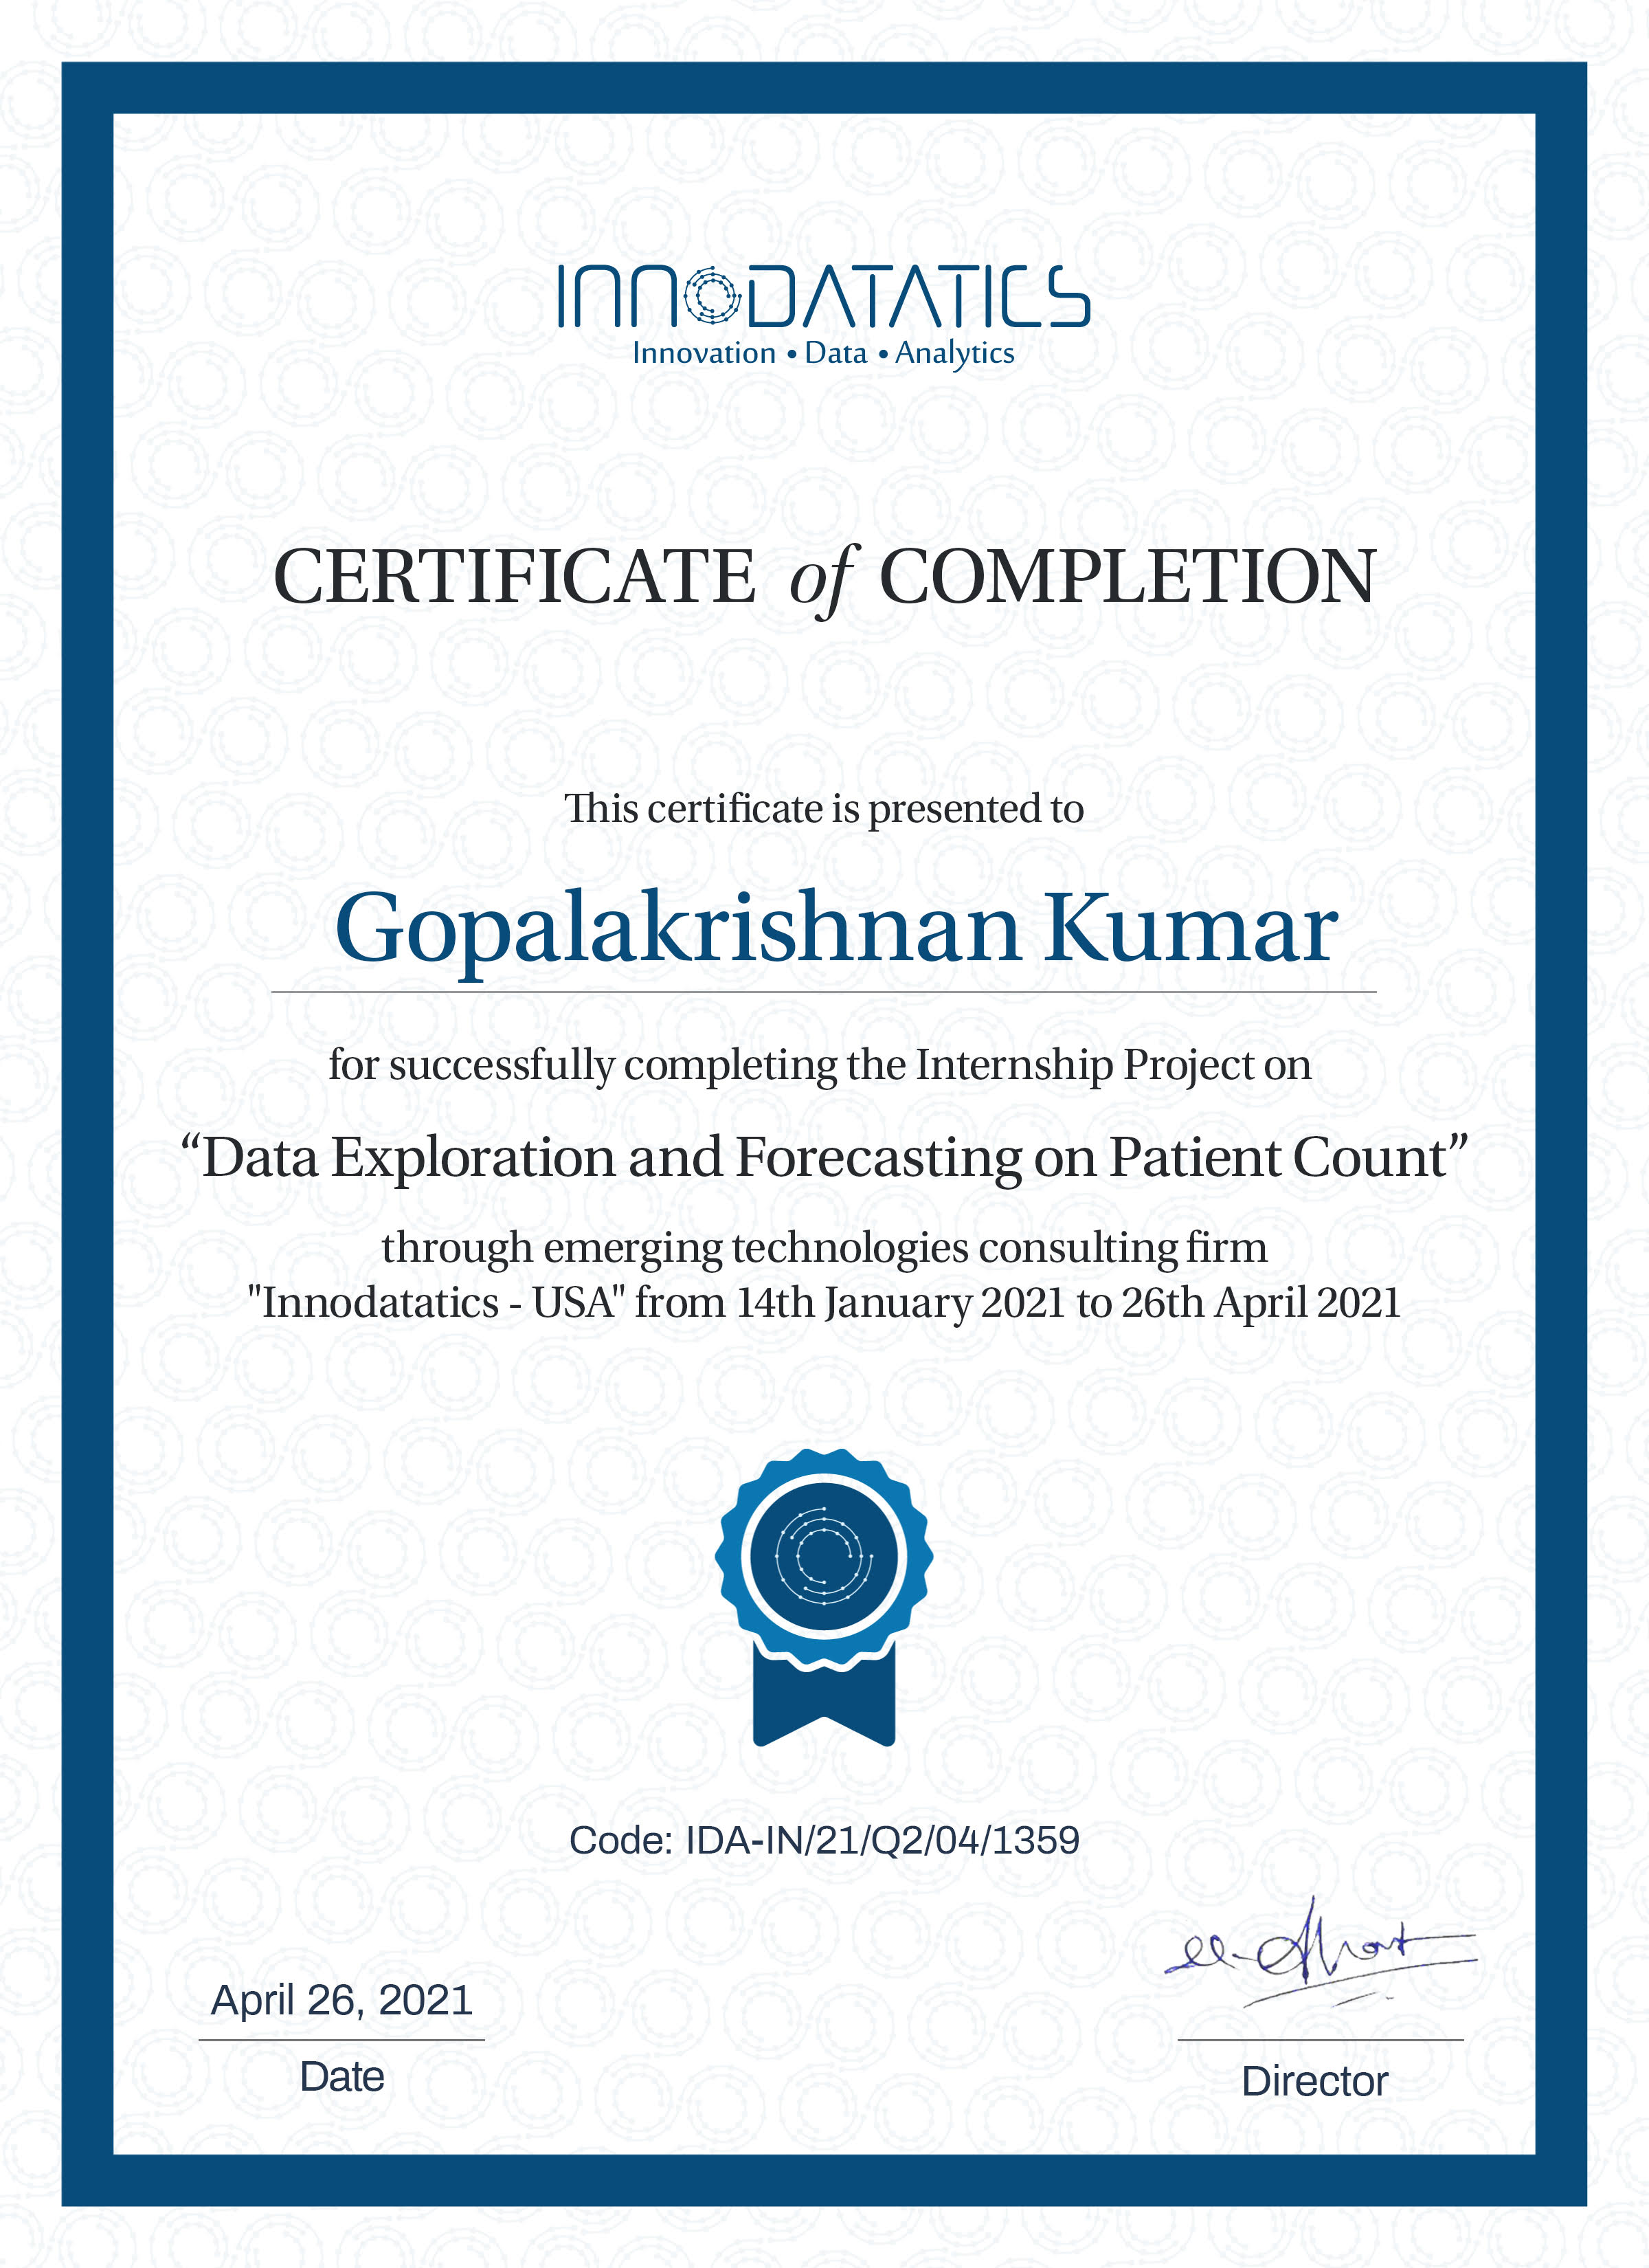 INNODATATICS
Innovation • Data • Analytics
CERTIFICATE of COMPLETION
This certificate is presented to
Gopalakrishnan Kumar
for successfully completing the Internship Project on
“Data Exploration and Forecasting on Patient Count”
through emerging technologies consulting firm
"Innodatatics - USA" from 14th January 2021 to 26th April 2021
Code: IDA-IN/21/Q2/04/1359
April 26, 2021
Date
Director